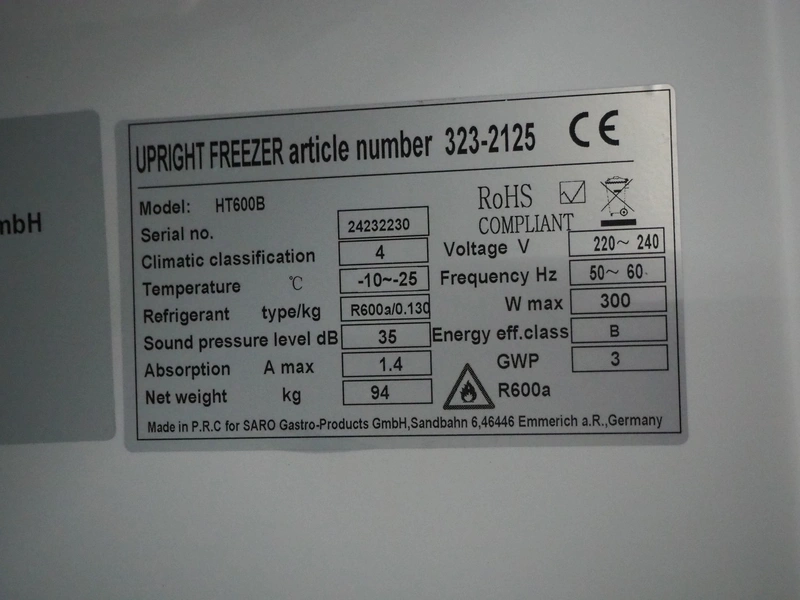 mbH
UPRIGHT FREEZER article number 323-2125 CE
Model: HT600B
RoHS
COMPLIANT
Serial no. 24232230
Climatic classification 4
Temperature ℃ -10~-25
Refrigerant type/kg R600a/0.130
Sound pressure level dB 35
Absorption A max 1.4
Net weight kg 94
Voltage V 220~ 240
Frequency Hz 50~ 60
W max 300
Energy eff.class B
GWP 3
R600a
Made in P.R.C for SARO Gastro-Products GmbH,Sandbahn 6,46446 Emmerich a.R.,Germany